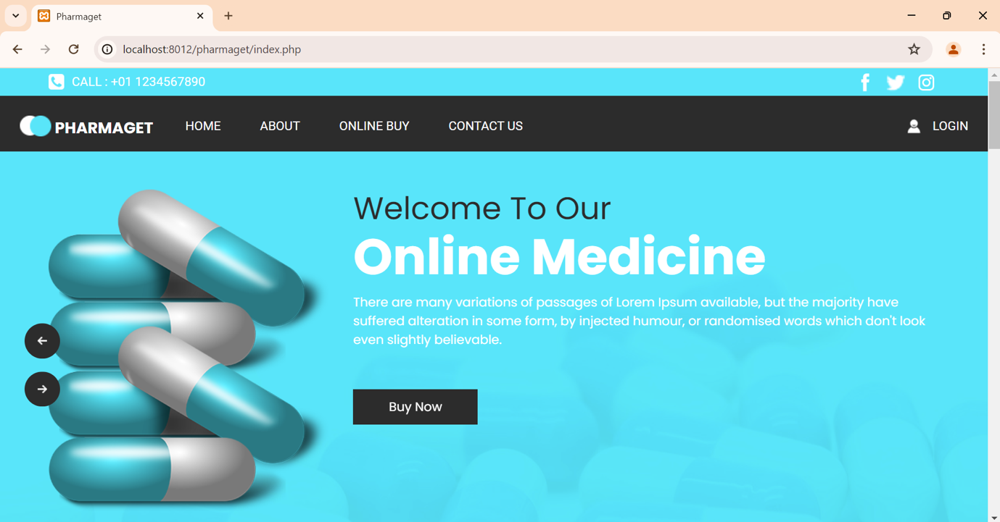 Pharmaget
localhost:8012/pharmaget/index.php
CALL : +01 1234567890
PHARMAGET HOME ABOUT ONLINE BUY CONTACT US LOGIN
Welcome To Our
Online Medicine
There are many variations of passages of Lorem Ipsum available, but the majority have
suffered alteration in some form, by injected humour, or randomised words which don't look
even slightly believable.
Buy Now